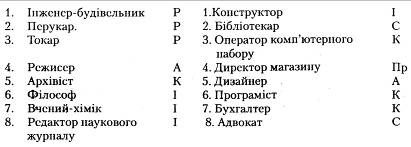 1. Інженер-будівельник Р 1.Конструктор І
2. Перукар. Р 2. Бібліотекар С
3. Токар Р 3. Оператор комп’ютерного
набору К
4. Режисер А 4. Директор магазину Пр
5. Архівіст К 5. Дизайнер А
6. Філософ І 6. Програміст К
7. Вчений-хімік І 7. Бухгалтер К
8. Редактор наукового І 8. Адвокат С
журналу